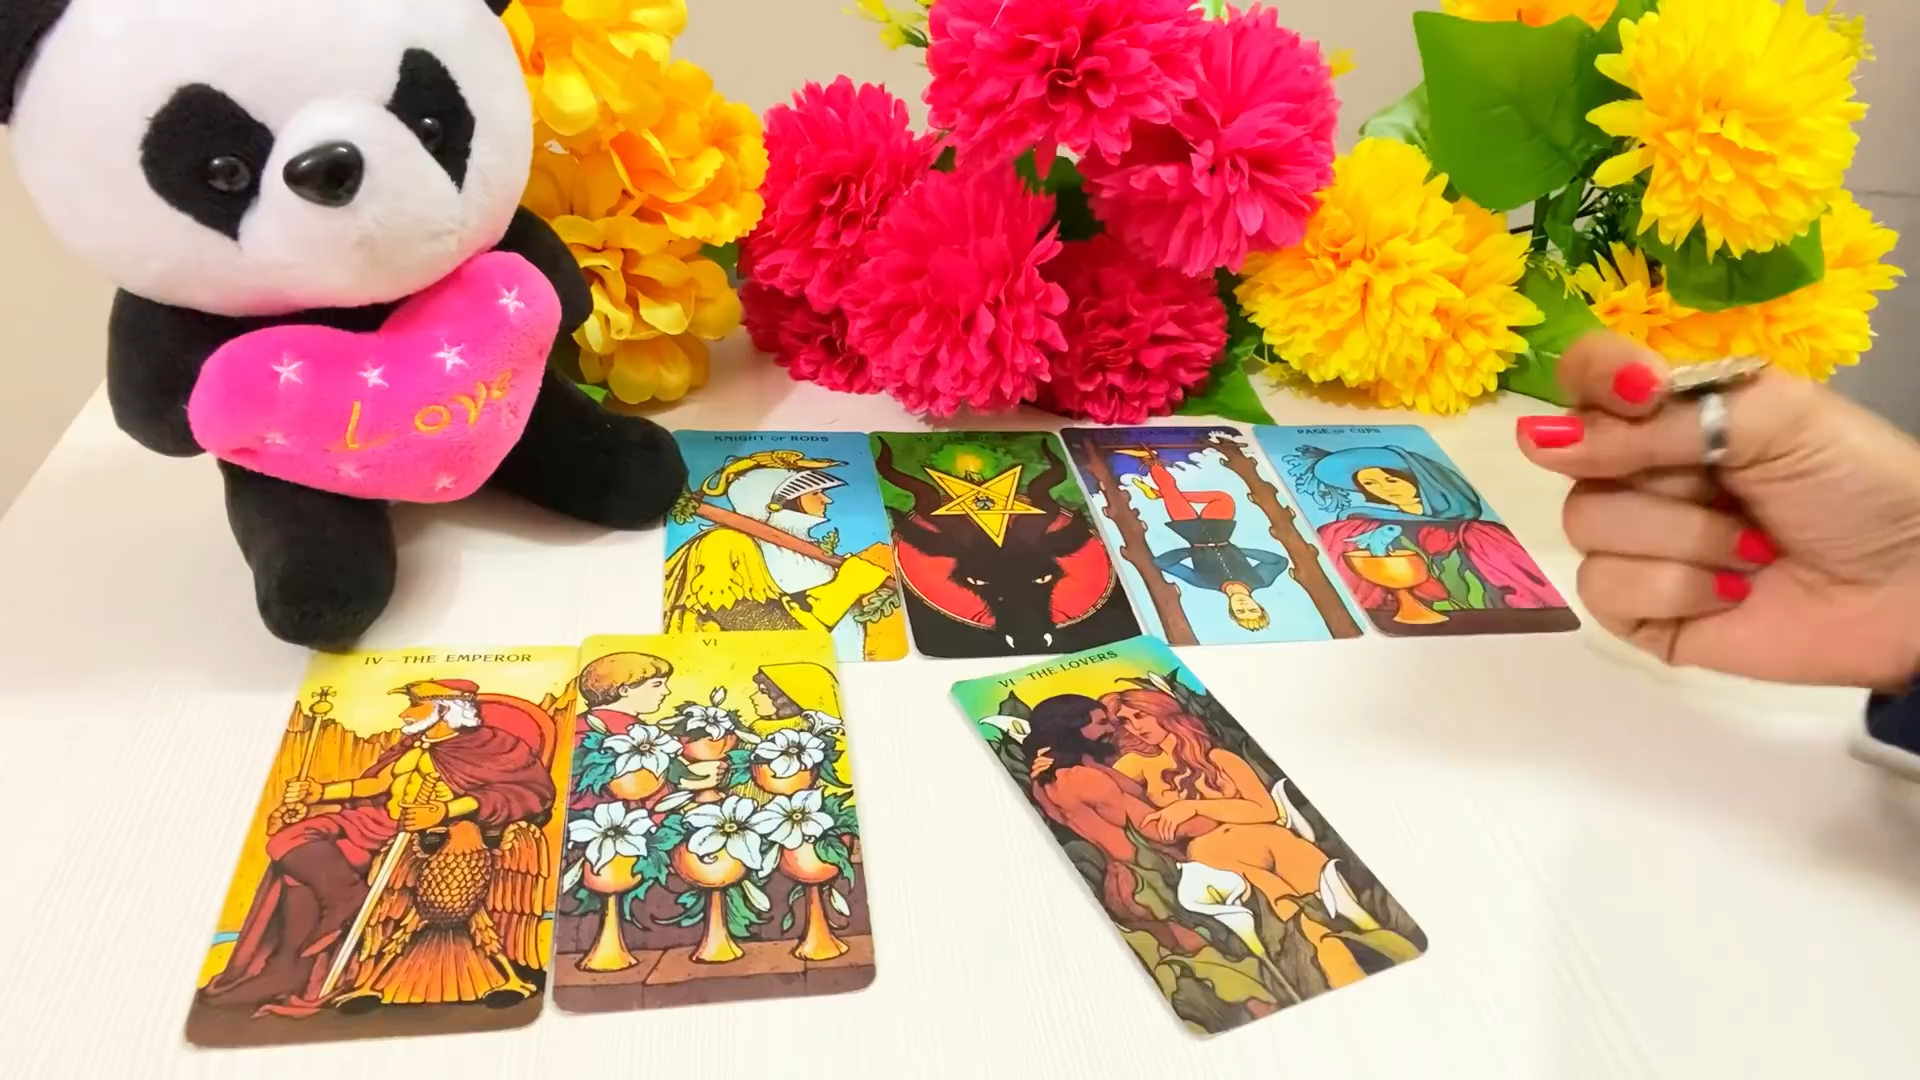 Love
KNIGHT OF RODS
PAGE OF CUPS
IV - THE EMPEROR
VI
VI - THE LOVERS